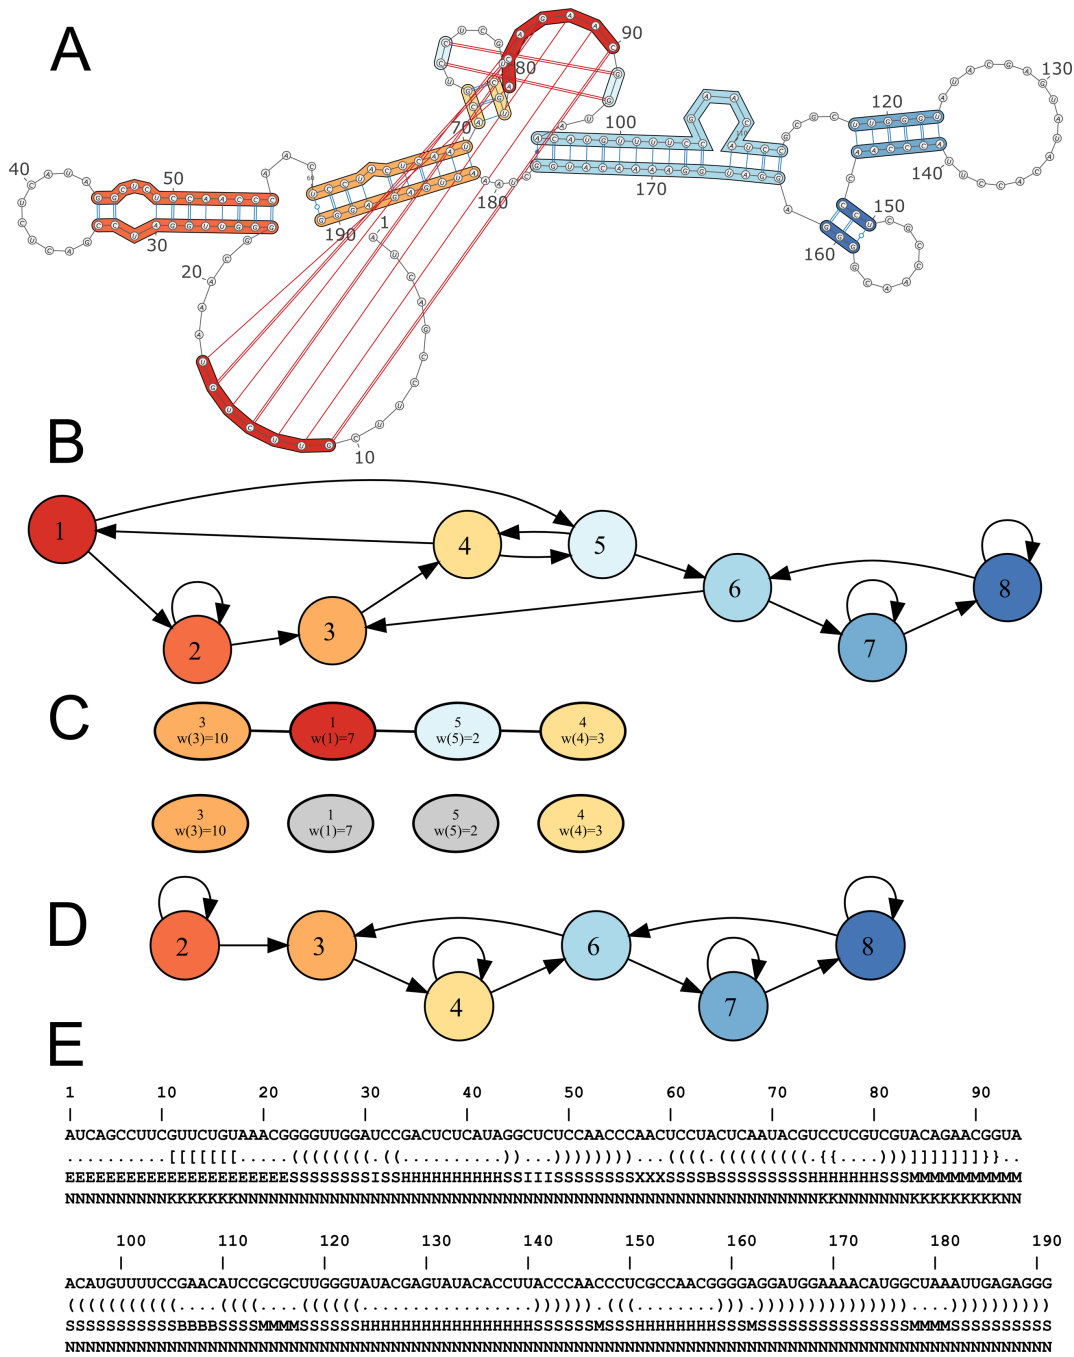 A
40
50
30
20
1
190
10
70
80
90
180
100
170
120
130
140
150
160
B
1
2
3
4
5
6
7
8
C
3
w(3)=10
1
w(1)=7
5
w(5)=2
4
w(4)=3
3
w(3)=10
1
w(1)=7
5
w(5)=2
4
w(4)=3
D
2
3
4
6
7
8
E
1 10 20 30 40 50 60 70 80 90
AUCAGCCUUCGUUCUGUAAACGGGGUUGGAUCCGACUCUCAUAGGCUCUCCAACCCAACUCCUACUCAAUACGUCCUCGUCGUACAGAACGGUA
..........[[[[[[[.....((((((((.((..........))...))))))))...((((.(((((((((.{{....)))]]]]]]]}}..
EEEEEEEEEEEEEEEEEEEEEESSSSSSSSISSHHHHHHHHHHSSIIISSSSSSSSXXXSSSSBSSSSSSSSSHHHHHHHSSSMMMMMMMMMMM
NNNNNNNNNNKKKKKKKNNNNNNNNNNNNNNNNNNNNNNNNNNNNNNNNNNNNNNNNNNNNNNNNNNNNNNNNNNKKNNNNNNNKKKKKKKKKNN
100 110 120 130 140 150 160 170 180 190
ACAUGUUUUCCGAACAUCCGCGCUUGGGUAUACGAGUAUACACCUUACCCAACCCUCGCCAACGGGGAGGAUGGAAAACAUGGCUAAAUUGAGAGGG
(((((((((((....((((....((((((.................)))))).(((........))).)))))))))))))))....))))))))))
SSSSSSSSSSSBBBBSSSSMMMMSSSSSSHHHHHHHHHHHHHHHHHSSSSSSMSSSHHHHHHHHSSSMSSSSSSSSSSSSSSSMMMMSSSSSSSSSS
NNNNNNNNNNNNNNNNNNNNNNNNNNNNNNNNNNNNNNNNNNNNNNNNNNNNNNNNNNNNNNNNNNNNNNNNNNNNNNNNNNNNNNNNNNNNNNNNN